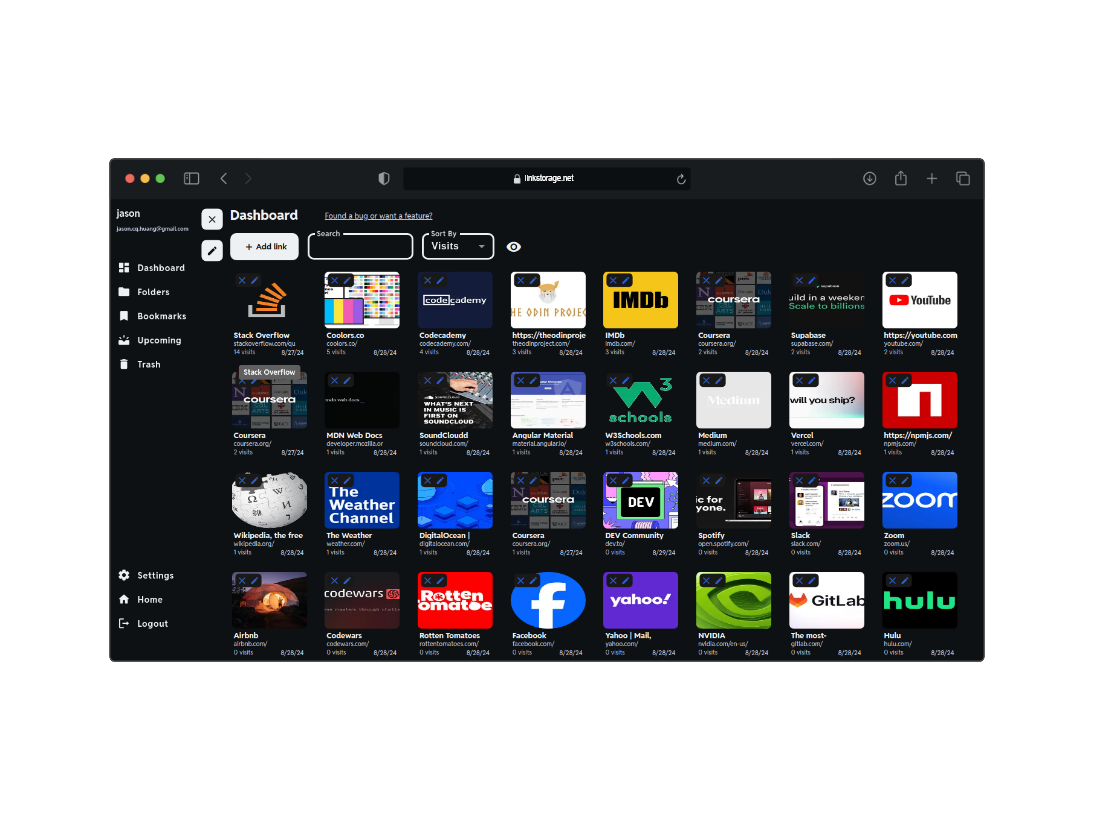 linkstorage.net
jason
jason.cq.huang@gmail.com
Dashboard
Found a bug or want a feature?
+ Add link
Search
Sort By
Visits
Dashboard
Folders
Bookmarks
Upcoming
Trash
Settings
Home
Logout
IMDb
coursera
YouTube
code cademy
THE ODIN PROJEC
supabase
uild in a weeken
Scale to billions
Stack Overflow
stackoverflow.com/qu
14 visits 8/27/24
Coolors.co
coolors.co/
5 visits 8/28/24
Codecademy
codecademy.com/
4 visits 8/28/24
https://theodinproje
theodinproject.com/
3 visits 8/28/24
IMDb
imdb.com/
3 visits 8/28/24
Coursera
coursera.org/
2 visits 8/28/24
Supabase
supabase.com/
2 visits 8/28/24
https://youtube.com
youtube.com/
2 visits 8/28/24
Stack Overflow
coursera
web docs
SOUNDCLOUD
WHAT'S NEXT
IN MUSIC IS
FIRST ON
SOUNDCLOUD
W3
schools
Medium
will you ship?
Coursera
coursera.org/
2 visits 8/27/24
MDN Web Docs
developer.mozilla.or
1 visits 8/28/24
SoundCloudd
soundcloud.com/
1 visits 8/28/24
Angular Material
material.angular.io/
1 visits 8/28/24
W3Schools.com
w3schools.com/
1 visits 8/28/24
Medium
medium.com/
1 visits 8/28/24
Vercel
vercel.com/
1 visits 8/28/24
https://npmjs.com/
npmjs.com/
1 visits 8/28/24
The
Weather
Channel
coursera
DEV
ic for
yone.
zoom
Wikipedia, the free
wikipedia.org/
1 visits 8/28/24
The Weather
weather.com/
1 visits 8/28/24
DigitalOcean |
digitalocean.com/
1 visits 8/28/24
Coursera
coursera.org/
1 visits 8/27/24
DEV Community
dev.to/
0 visits 8/29/24
Spotify
open.spotify.com/
0 visits 8/28/24
Slack
slack.com/
0 visits 8/28/24
Zoom
zoom.us/
0 visits 8/28/24
codewars
Rotten
Tomatoe
yahoo!
GitLab
hulu
Airbnb
airbnb.com/
0 visits 8/28/24
Codewars
codewars.com/
0 visits 8/28/24
Rotten Tomatoes
rottentomatoes.com/
0 visits 8/28/24
Facebook
facebook.com/
0 visits 8/28/24
Yahoo | Mail,
yahoo.com/
0 visits 8/28/24
NVIDIA
nvidia.com/en-us/
0 visits 8/28/24
The most-
gitlab.com/
0 visits 8/28/24
Hulu
hulu.com/
0 visits 8/28/24